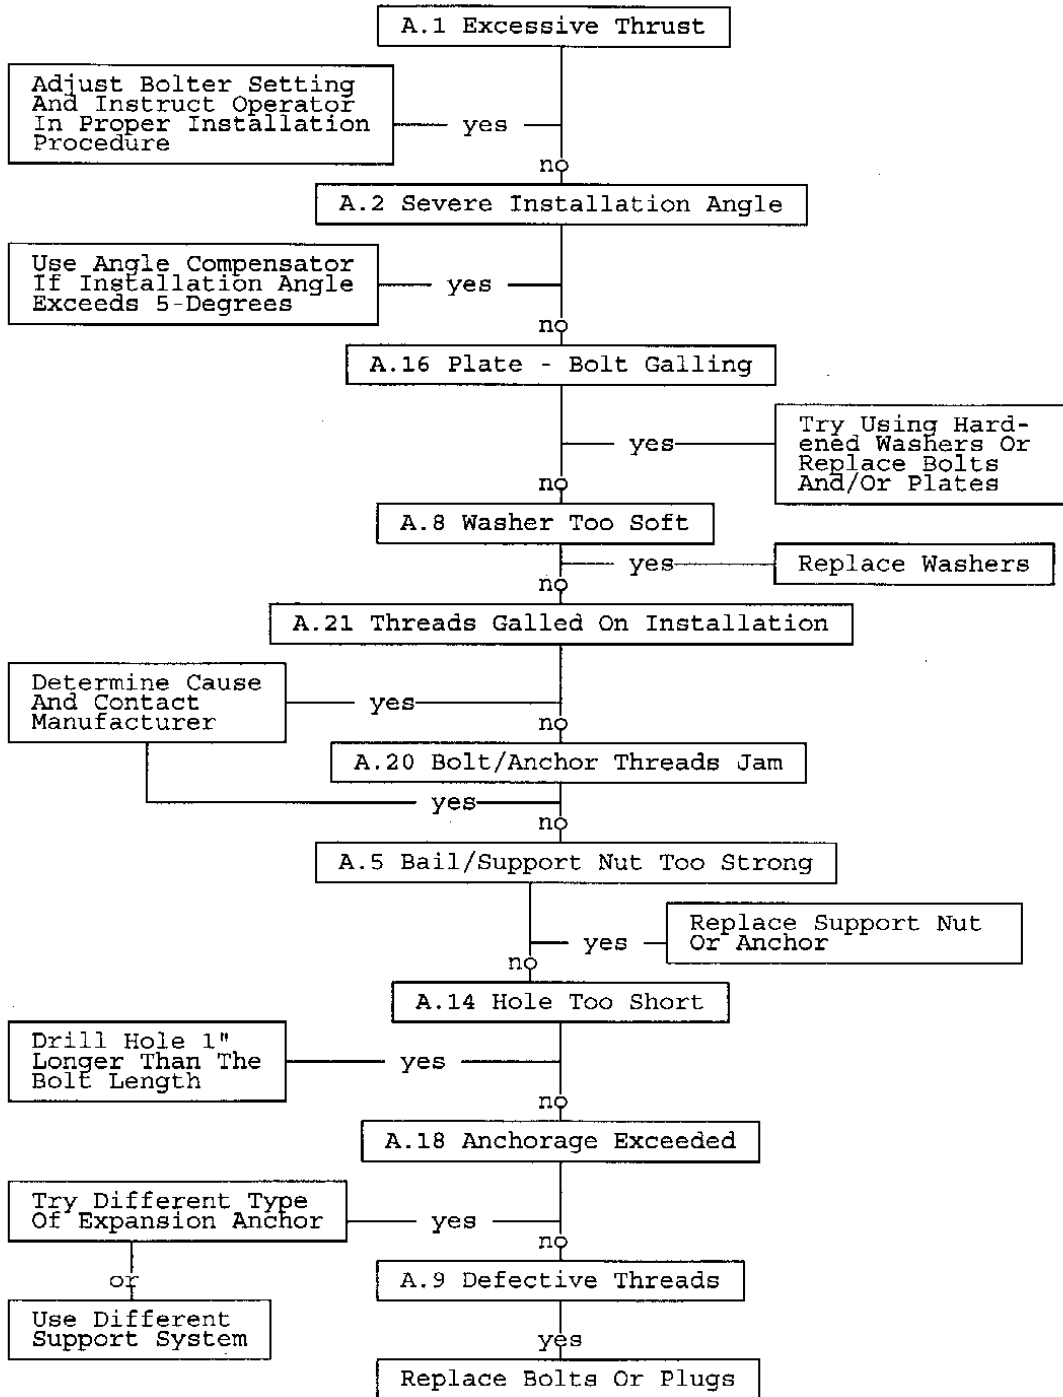 A.1 Excessive Thrust
Adjust Bolter Setting
And Instruct Operator
In Proper Installation
Procedure
yes
no
A.2 Severe Installation Angle
Use Angle Compensator
If Installation Angle
Exceeds 5-Degrees
yes
no
A.16 Plate - Bolt Galling
yes
Try Using Hard-
ened Washers Or
Replace Bolts
And/Or Plates
no
A.8 Washer Too Soft
yes
Replace Washers
no
A.21 Threads Galled On Installation
Determine Cause
And Contact
Manufacturer
yes
no
A.20 Bolt/Anchor Threads Jam
yes
no
A.5 Bail/Support Nut Too Strong
yes
Replace Support Nut
Or Anchor
no
A.14 Hole Too Short
Drill Hole 1"
Longer Than The
Bolt Length
yes
no
A.18 Anchorage Exceeded
Try Different Type
Of Expansion Anchor
yes
no
or
Use Different
Support System
A.9 Defective Threads
yes
Replace Bolts Or Plugs